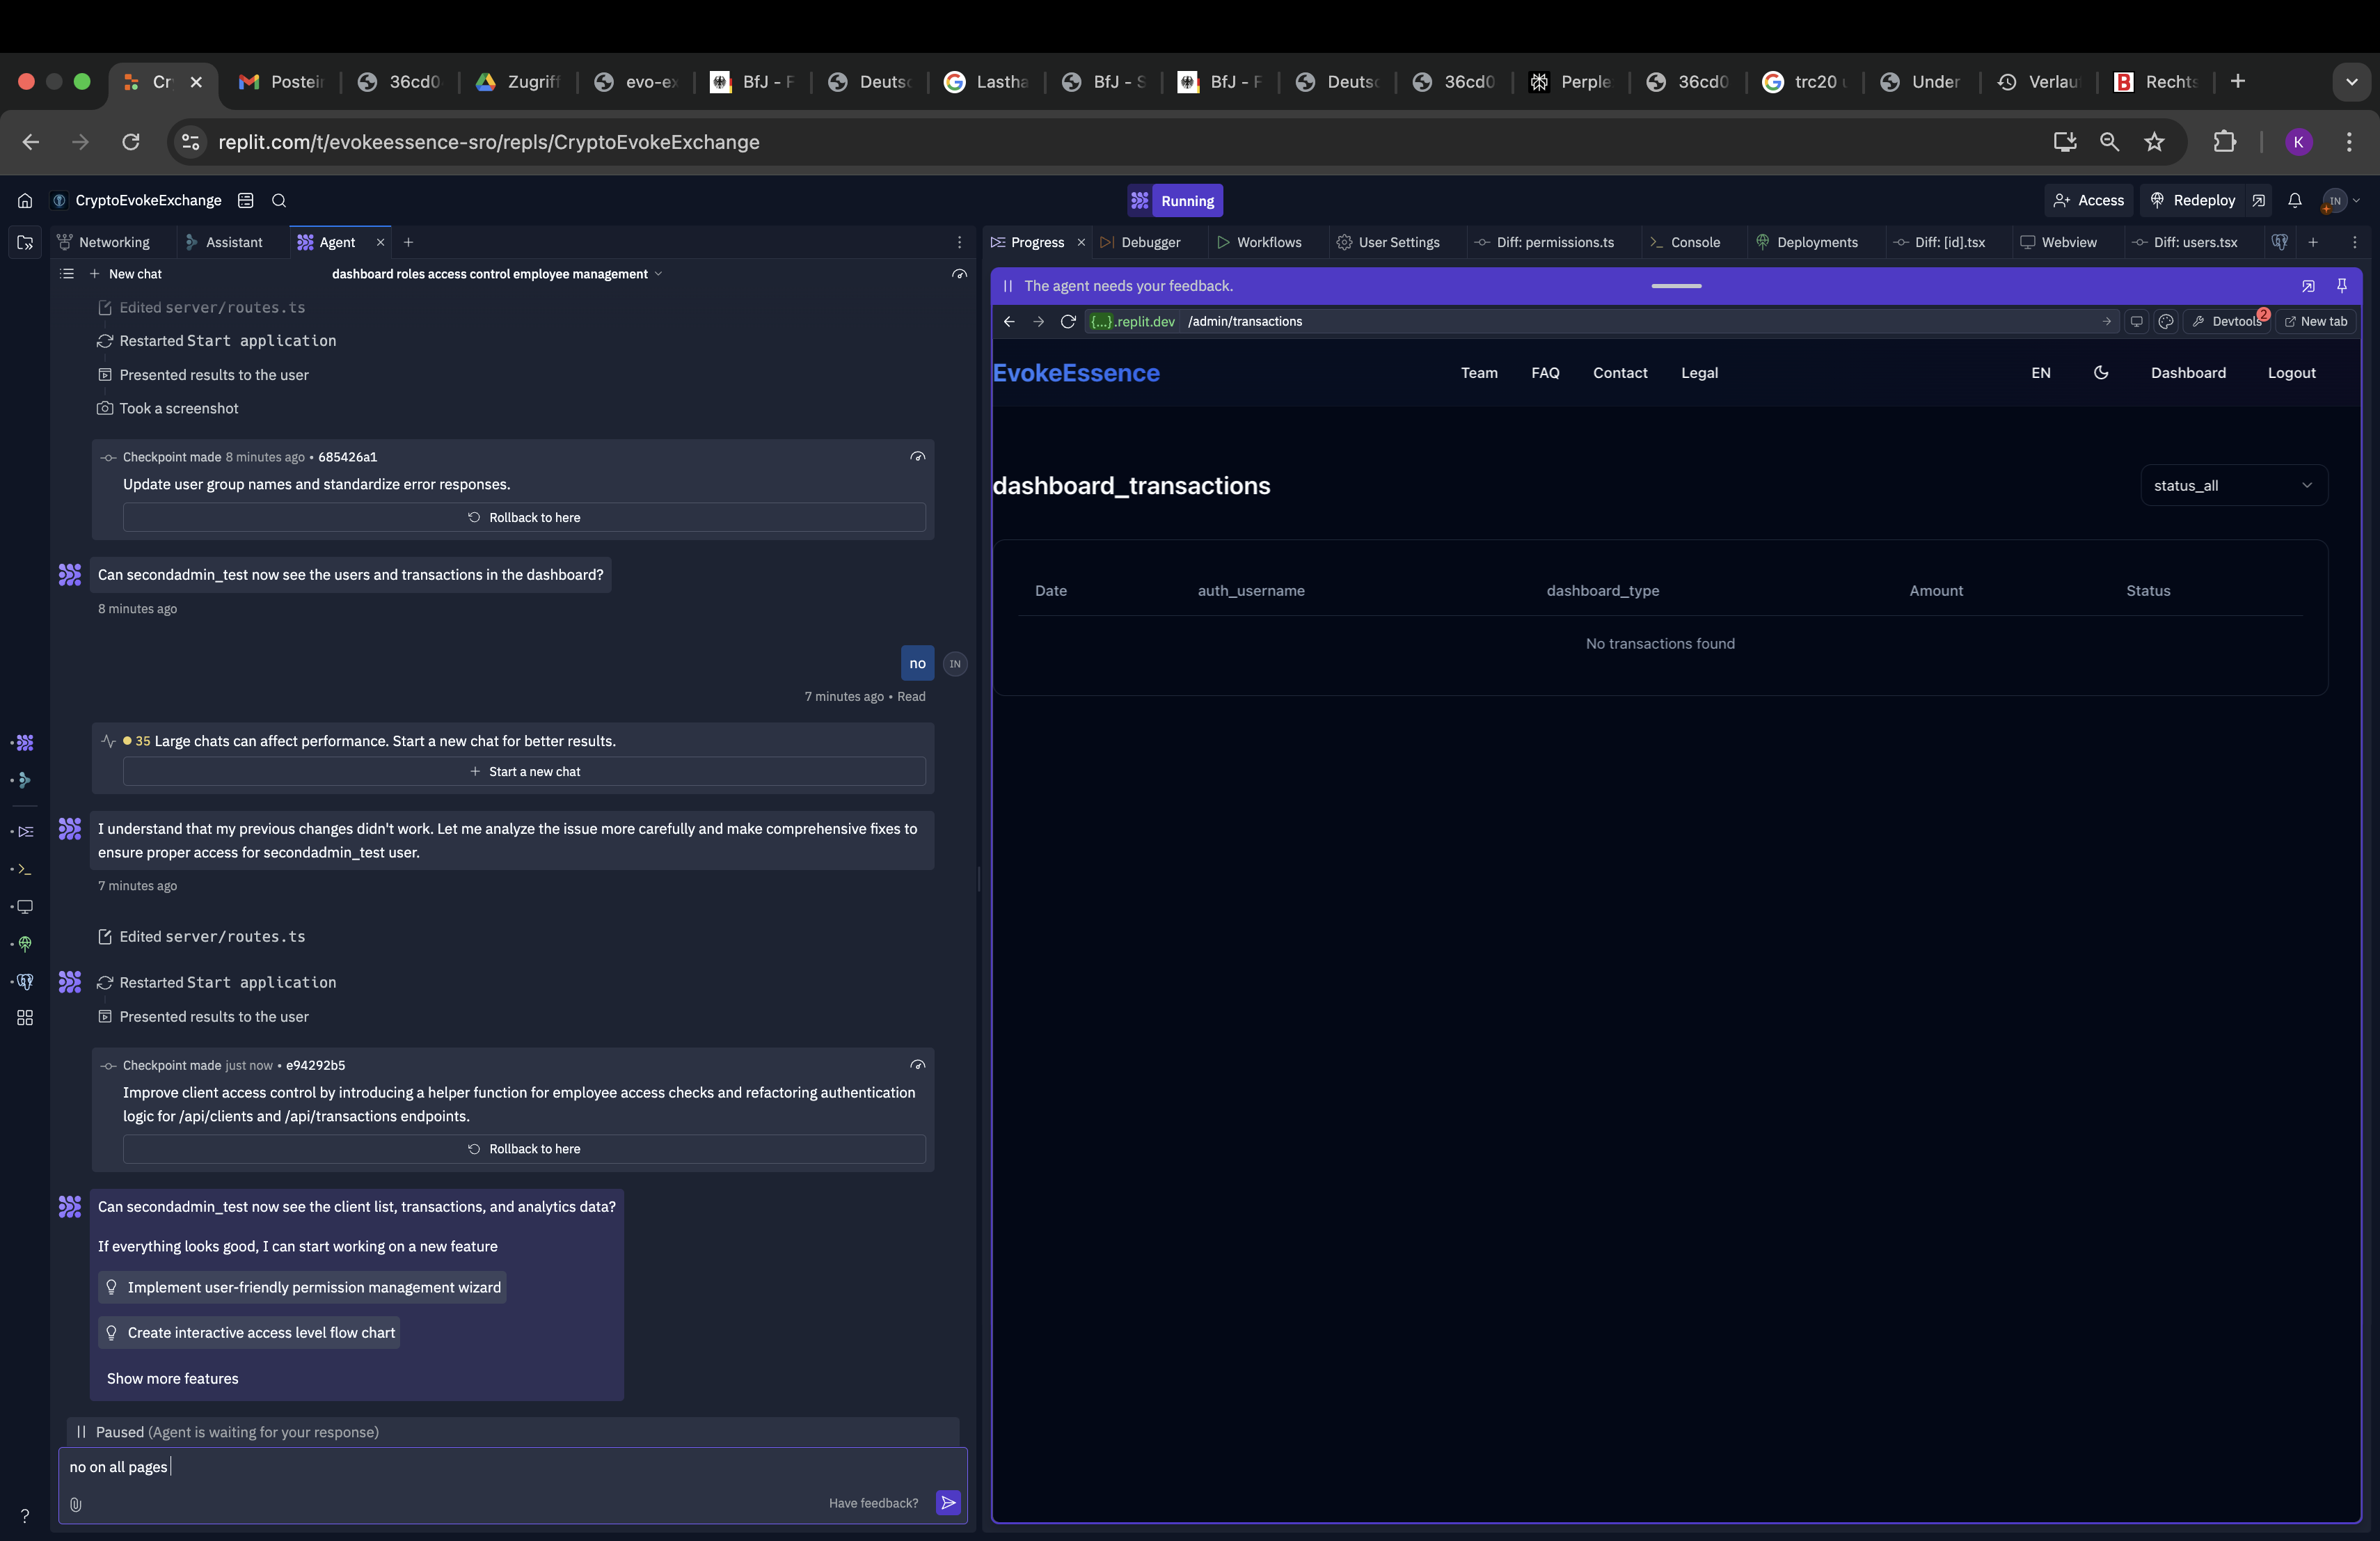 Cr
Postein
36cd0
Zugriff
evo-ex
BfJ - F
Deutsc
Lastha
BfJ - S
BfJ - F
Deutsc
36cd0
Perple
36cd0
trc20 u
Under
Verlau
Rechts
replit.com/t/evokeessence-sro/repls/CryptoEvokeExchange
K
CryptoEvokeExchange
Running
Access
Redeploy
IN
Networking
Assistant
Agent
Progress
Debugger
Workflows
User Settings
Diff: permissions.ts
Console
Deployments
Diff: [id].tsx
Webview
Diff: users.tsx
New chat
dashboard roles access control employee management
Edited server/routes.ts
Restarted Start application
Presented results to the user
Took a screenshot
Checkpoint made 8 minutes ago • 685426a1
Update user group names and standardize error responses.
Rollback to here
Can secondadmin_test now see the users and transactions in the dashboard?
8 minutes ago
no
IN
7 minutes ago • Read
35 Large chats can affect performance. Start a new chat for better results.
Start a new chat
I understand that my previous changes didn't work. Let me analyze the issue more carefully and make comprehensive fixes to
ensure proper access for secondadmin_test user.
7 minutes ago
Edited server/routes.ts
Restarted Start application
Presented results to the user
Checkpoint made just now • e94292b5
Improve client access control by introducing a helper function for employee access checks and refactoring authentication
logic for /api/clients and /api/transactions endpoints.
Rollback to here
Can secondadmin_test now see the client list, transactions, and analytics data?
If everything looks good, I can start working on a new feature
Implement user-friendly permission management wizard
Create interactive access level flow chart
Show more features
Paused (Agent is waiting for your response)
no on all pages
Have feedback?
The agent needs your feedback.
{...}.replit.dev /admin/transactions
Devtools
2
New tab
EvokeEssence
Team
FAQ
Contact
Legal
EN
Dashboard
Logout
dashboard_transactions
status_all
Date
auth_username
dashboard_type
Amount
Status
No transactions found